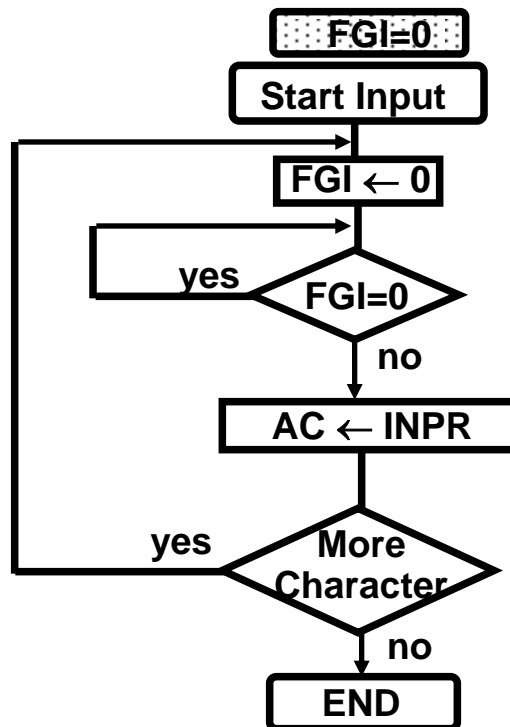 FGI=0
Start Input
FGI ← 0
yes
FGI=0
no
AC ← INPR
yes
More
Character
no
END